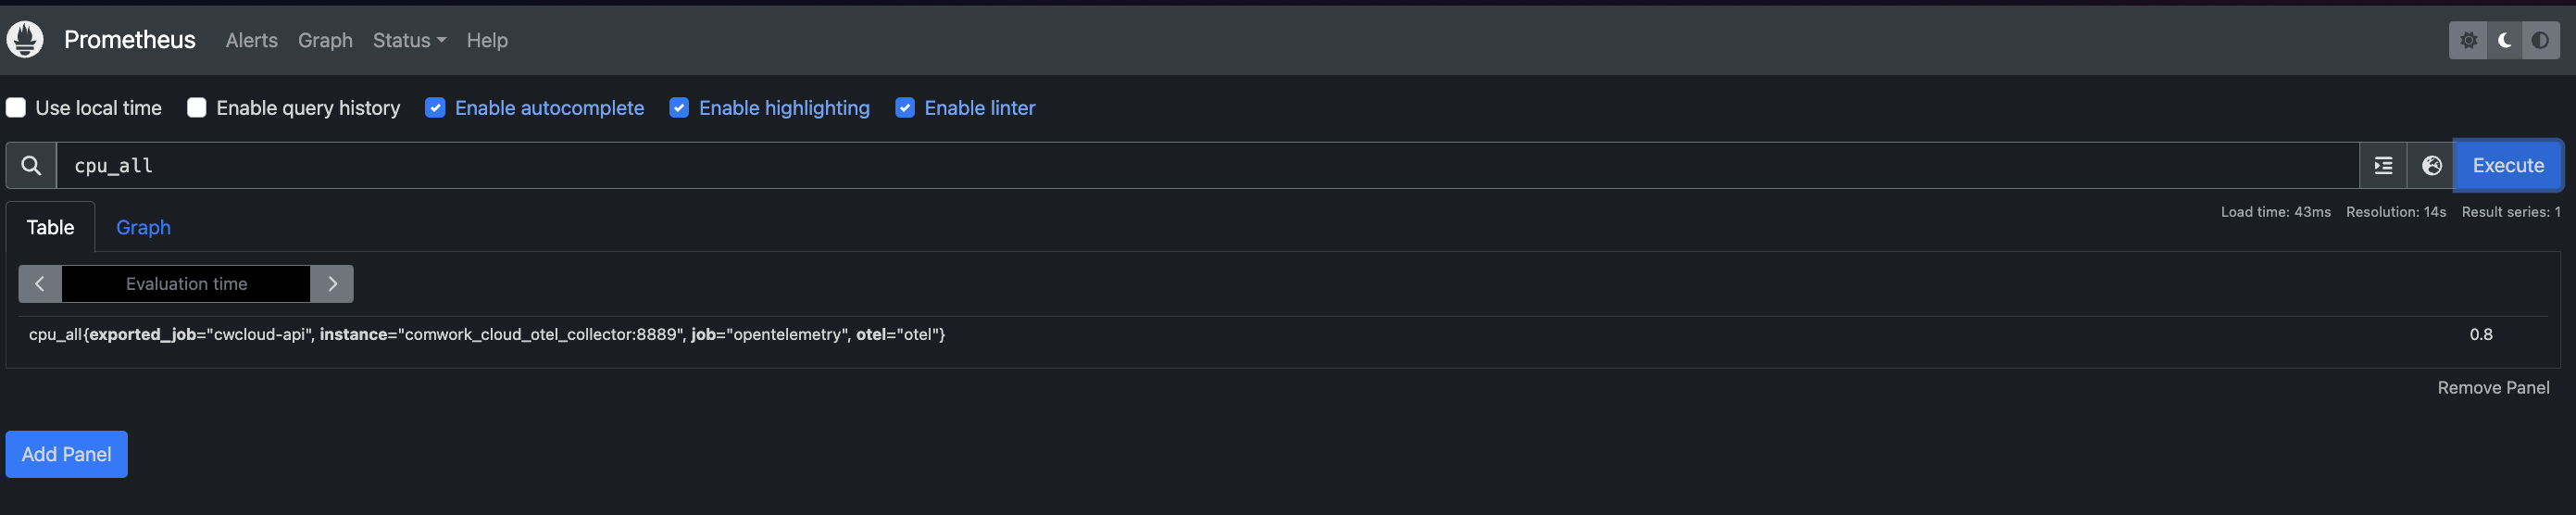 Prometheus Alerts Graph Status Help
Use local time Enable query history Enable autocomplete Enable highlighting Enable linter
cpu_all Execute
Table Graph Load time: 43ms Resolution: 14s Result series: 1
Evaluation time
cpu_all{exported_job="cwcloud-api", instance="comwork_cloud_otel_collector:8889", job="opentelemetry", otel="otel"} 0.8
Remove Panel
Add Panel